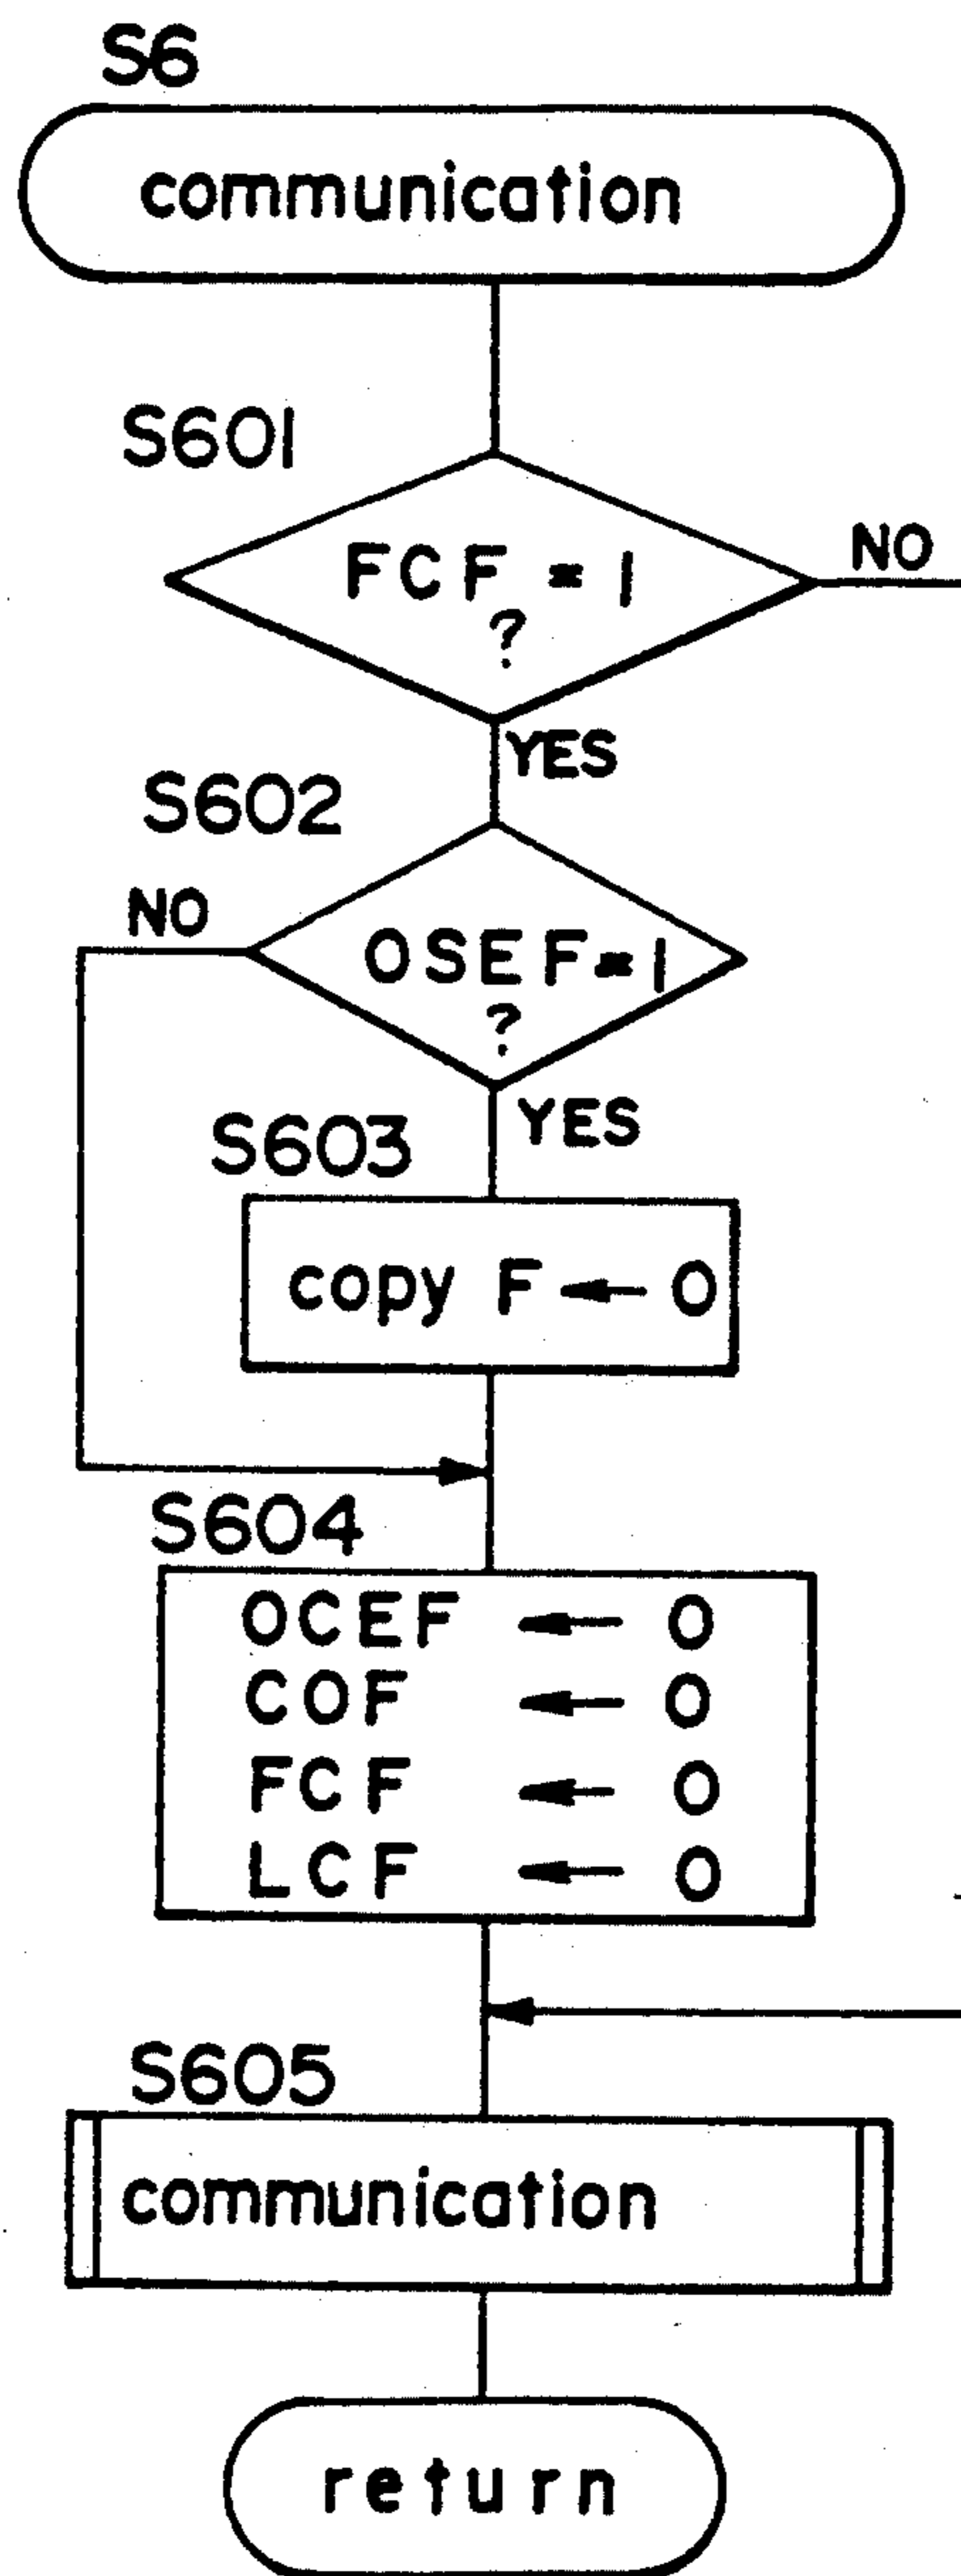 S6
communication
S601
FCF = 1
?
NO
YES
S602
NO
OSEF=1
?
YES
S603
copy F ← 0
S604
OCEF ← 0
COF ← 0
FCF ← 0
LCF ← 0
S605
communication
return